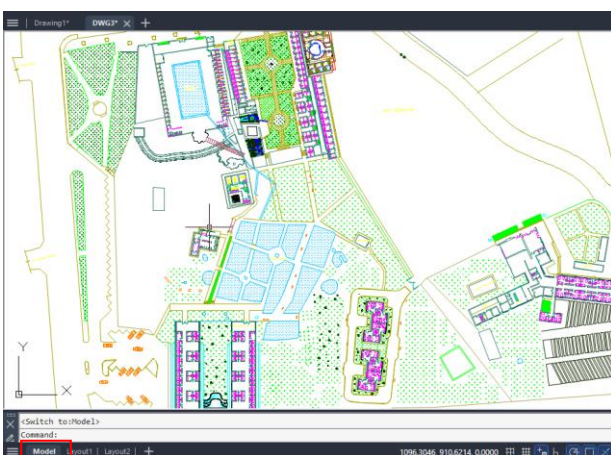 Drawing1* DWG3*
Y
X
<Switch to:Model>
Command:
Model Layout1 Layout2 1096.3046, 910.6214, 0.0000